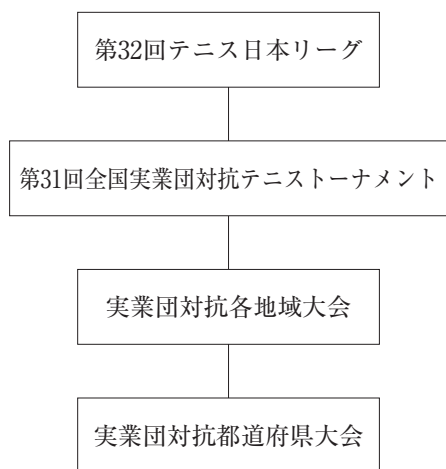 第32回テニス日本リーグ
第31回全国実業団対抗テニストーナメント
実業団対抗各地域大会
実業団対抗都道府県大会